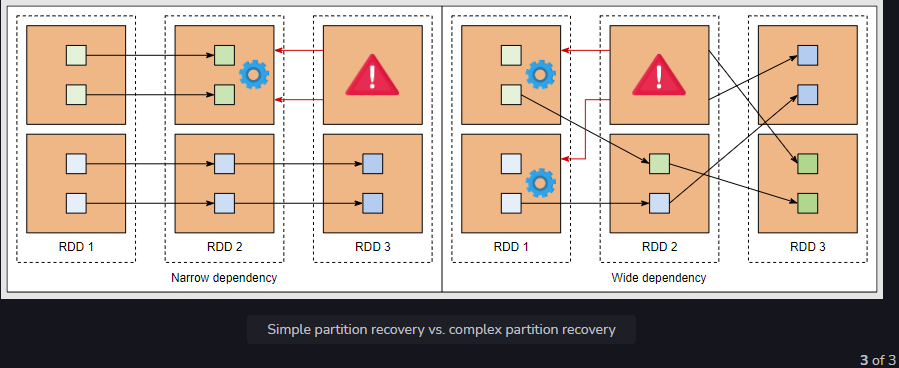 RDD 1
RDD 2
RDD 3
Narrow dependency
RDD 1
RDD 2
RDD 3
Wide dependency
Simple partition recovery vs. complex partition recovery
3 of 3